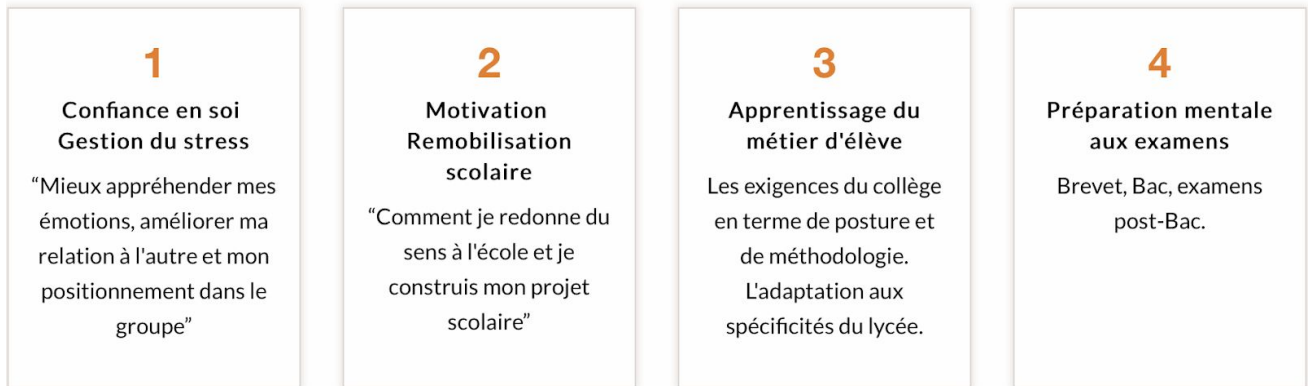 1
Confiance en soi
Gestion du stress
“Mieux appréhender mes
émotions, améliorer ma
relation à l'autre et mon
positionnement dans le
groupe”
2
Motivation
Remobilisation
scolaire
“Comment je redonne du
sens à l'école et je
construis mon projet
scolaire”
3
Apprentissage du
métier d'élève
Les exigences du collège
en terme de posture et
de méthodologie.
L'adaptation aux
spécificités du lycée.
4
Préparation mentale
aux examens
Brevet, Bac, examens
post-Bac.